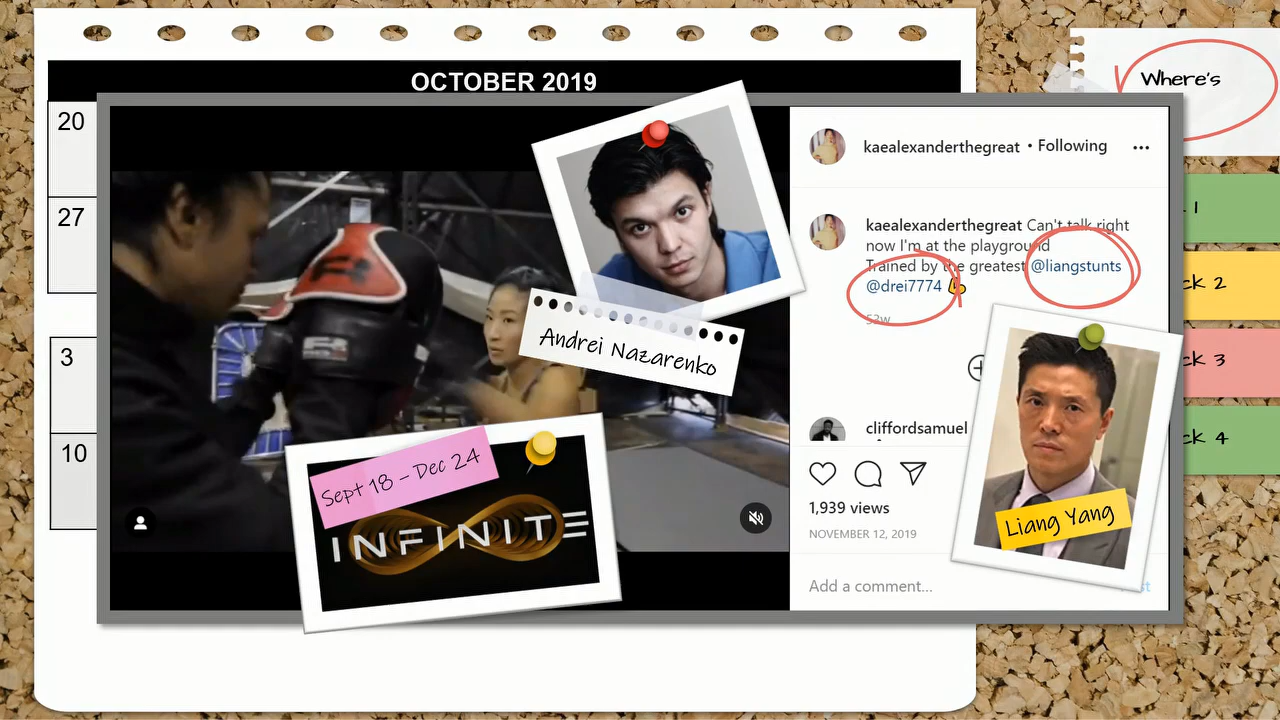 OCTOBER 2019
Where's
20
27
3
10
1
ck 2
ck 3
ck 4
kaealexanderthegreat • Following
kaealexanderthegreat Can't talk right
now I'm at the playground
Trained by the greatest @liangstunts
@drei7774
52w
cliffordsamuel
1,939 views
NOVEMBER 12, 2019
Add a comment...
Andrei Nazarenko
Sept 18 - Dec 24
INFINITE
Liang Yang